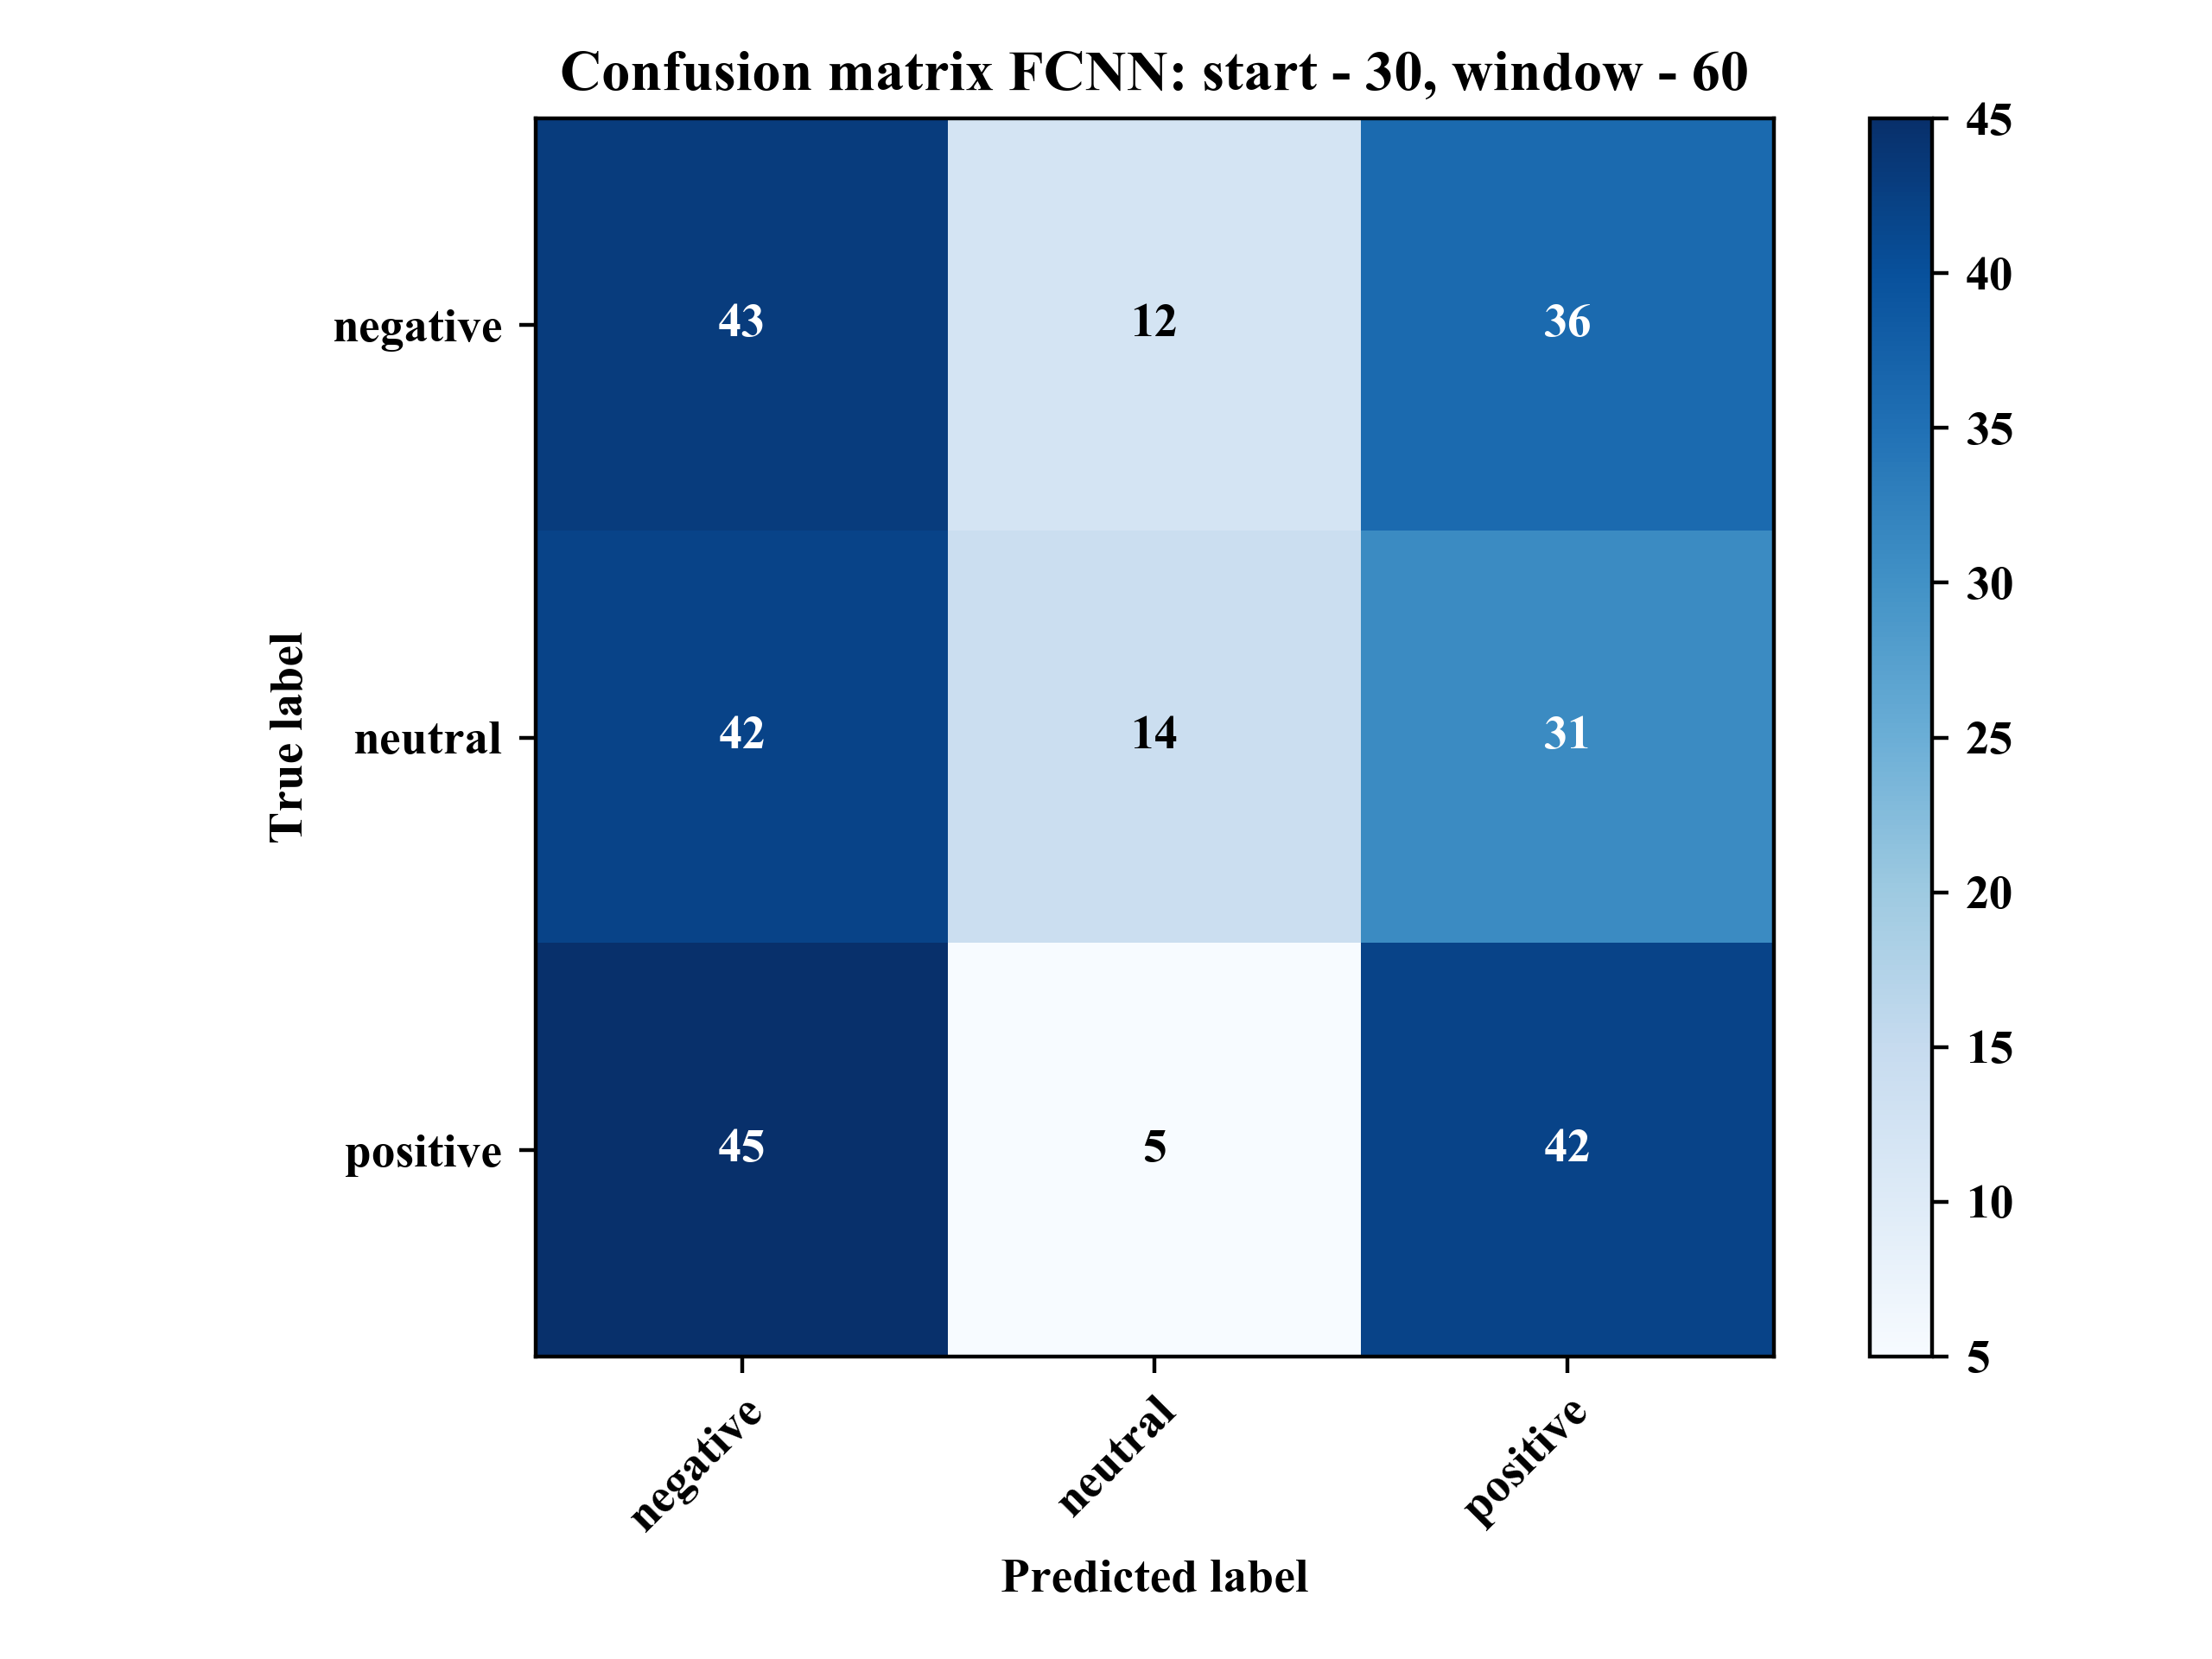 Confusion matrix FCNN: start - 30, window - 60
True label
negative
neutral
positive
43 12 36
42 14 31
45 5 42
negative
neutral
positive
Predicted label
45
40
35
30
25
20
15
10
5